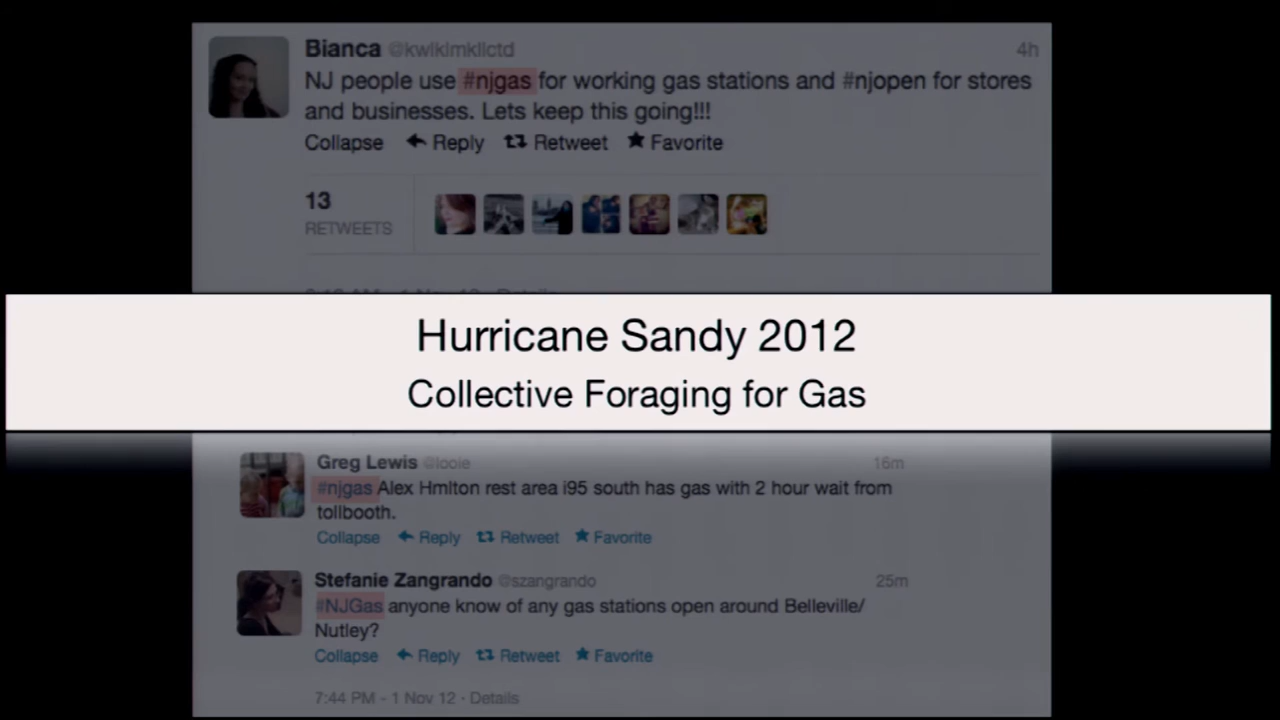 Bianca @kwikimkiictd 4h
NJ people use #njgas for working gas stations and #njopen for stores
and businesses. Lets keep this going!!!
Collapse Reply Retweet Favorite
13
RETWEETS
Hurricane Sandy 2012
Collective Foraging for Gas
Greg Lewis @looie 16m
#njgas Alex Hmlton rest area i95 south has gas with 2 hour wait from
tollbooth.
Collapse Reply Retweet Favorite
Stefanie Zangrando @szangrando 25m
#NJGas anyone know of any gas stations open around Belleville/
Nutley?
Collapse Reply Retweet Favorite
7:44 PM - 1 Nov 12 · Details